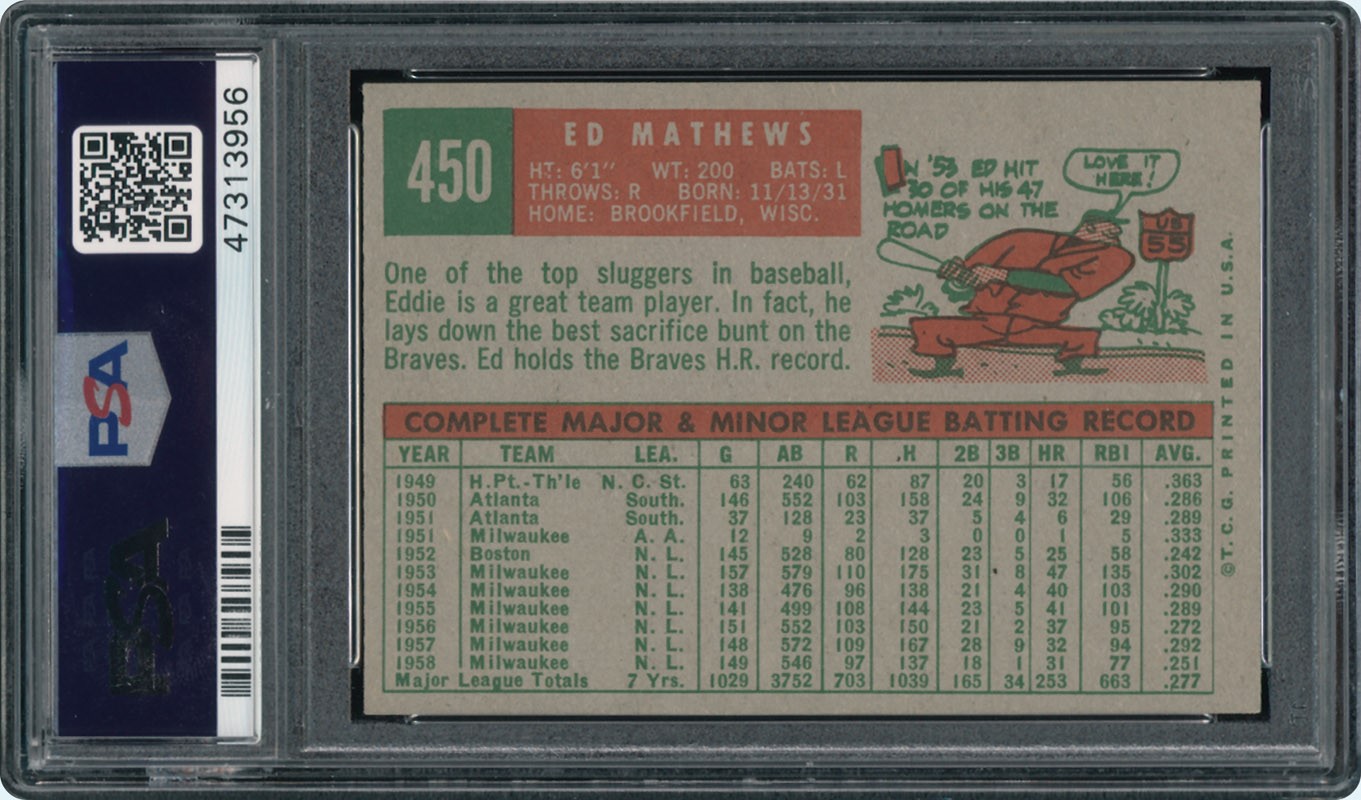 47313956
PSA
PSA
450
ED MATHEWS
HT: 6'1" WT: 200 BATS: L
THROWS: R BORN: 11/13/31
HOME: BROOKFIELD, WISC.
One of the top sluggers in baseball,
Eddie is a great team player. In fact, he
lays down the best sacrifice bunt on the
Braves. Ed holds the Braves H.R. record.
IN '53 ED HIT
30 OF HIS 47
HOMERS ON THE
ROAD
LOVE IT
HERE!
US
55
COMPLETE MAJOR & MINOR LEAGUE BATTING RECORD
YEAR TEAM LEA. G AB R H 2B 3B HR RBI AVG.
1949 H.Pt.-Th'le N. C. St. 63 240 62 87 20 3 17 56 .363
1950 Atlanta South. 146 552 103 158 24 9 32 106 .286
1951 Atlanta South. 37 128 23 37 5 4 6 29 .289
1951 Milwaukee A. A. 12 9 2 3 0 0 1 5 .333
1952 Boston N. L. 145 528 80 128 23 5 25 58 .242
1953 Milwaukee N. L. 157 579 110 175 31 8 47 135 .302
1954 Milwaukee N. L. 138 476 96 138 21 4 40 103 .290
1955 Milwaukee N. L. 141 499 108 144 23 5 41 101 .289
1956 Milwaukee N. L. 151 552 103 150 21 2 37 95 .272
1957 Milwaukee N. L. 148 572 109 167 28 9 32 94 .292
1958 Milwaukee N. L. 149 546 97 137 18 1 31 77 .251
Major League Totals 7 Yrs. 1029 3752 703 1039 165 34 253 663 .277
© T. C. G. PRINTED IN U.S.A.